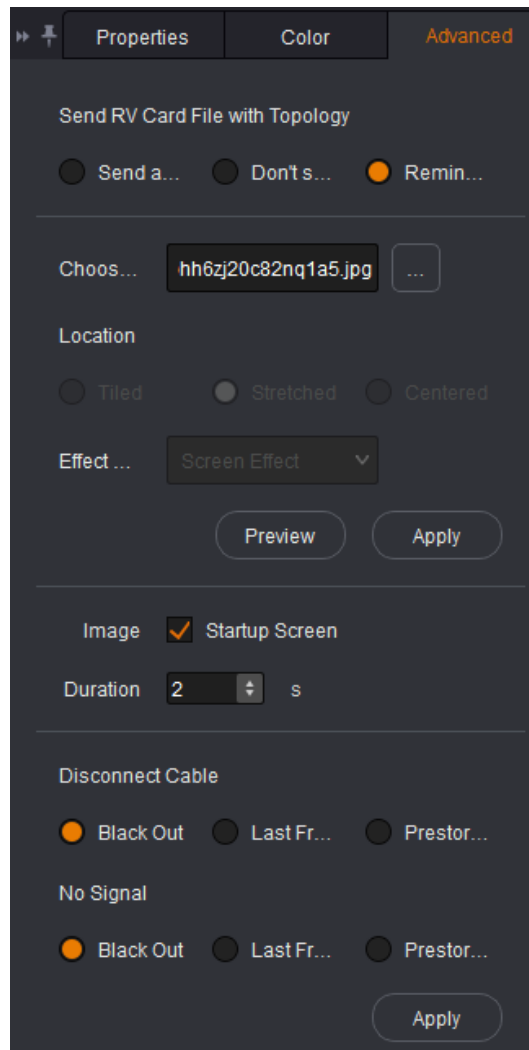 Properties Color Advanced
Send RV Card File with Topology
Send a... Don't s... Remin...
Choos... hh6zj20c82nq1a5.jpg ...
Location
Tiled Stretched Centered
Effect ... Screen Effect
Preview Apply
Image Startup Screen
Duration 2 s
Disconnect Cable
Black Out Last Fr... Prestor...
No Signal
Black Out Last Fr... Prestor...
Apply